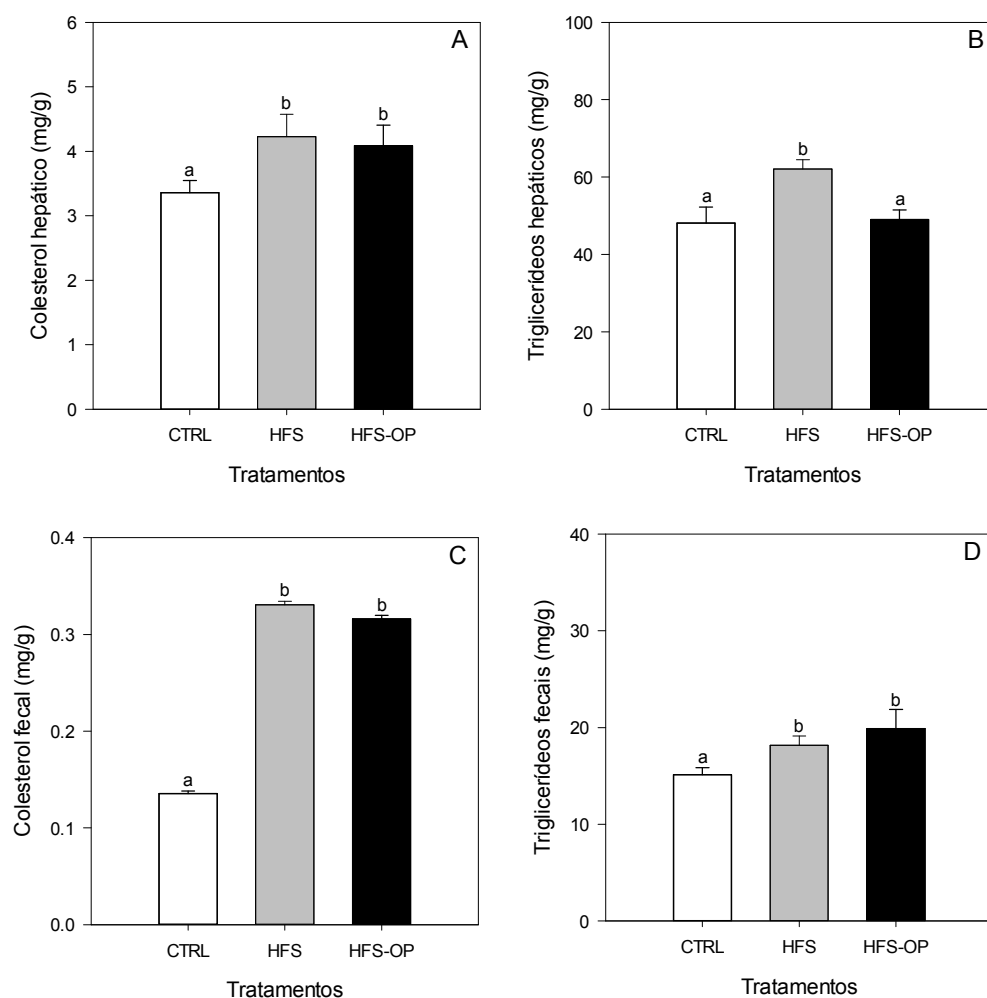 A
Colesterol hepático (mg/g)
6
5
4
3
2
1
0
a
b
b
CTRL HFS HFS-OP
Tratamentos
B
Triglicerídeos hepáticos (mg/g)
100
80
60
40
20
0
a
b
a
CTRL HFS HFS-OP
Tratamentos
C
Colesterol fecal (mg/g)
0.4
0.3
0.2
0.1
0.0
a
b
b
CTRL HFS HFS-OP
Tratamentos
D
Triglicerídeos fecais (mg/g)
40
30
20
10
0
a
b
b
CTRL HFS HFS-OP
Tratamentos